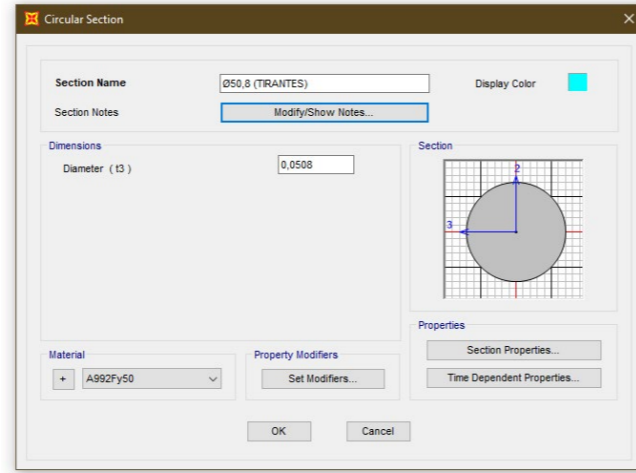 Circular Section
Section Name
Ø50,8 (TIRANTES)
Display Color
Section Notes
Modify/Show Notes...
Dimensions
Diameter ( t3 )
0,0508
Section
2
3
Properties
Section Properties...
Time Dependent Properties...
Material
+
A992Fy50
Property Modifiers
Set Modifiers...
OK
Cancel